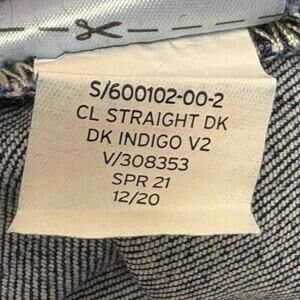 S/600102-00-2
CL STRAIGHT DK
DK INDIGO V2
V/308353
SPR 21
12/20